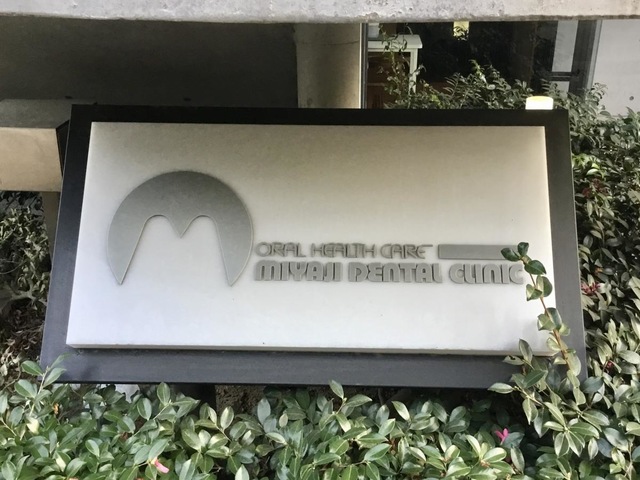 ORAL HEALTH CARE
MIYAJI DENTAL CLINIC